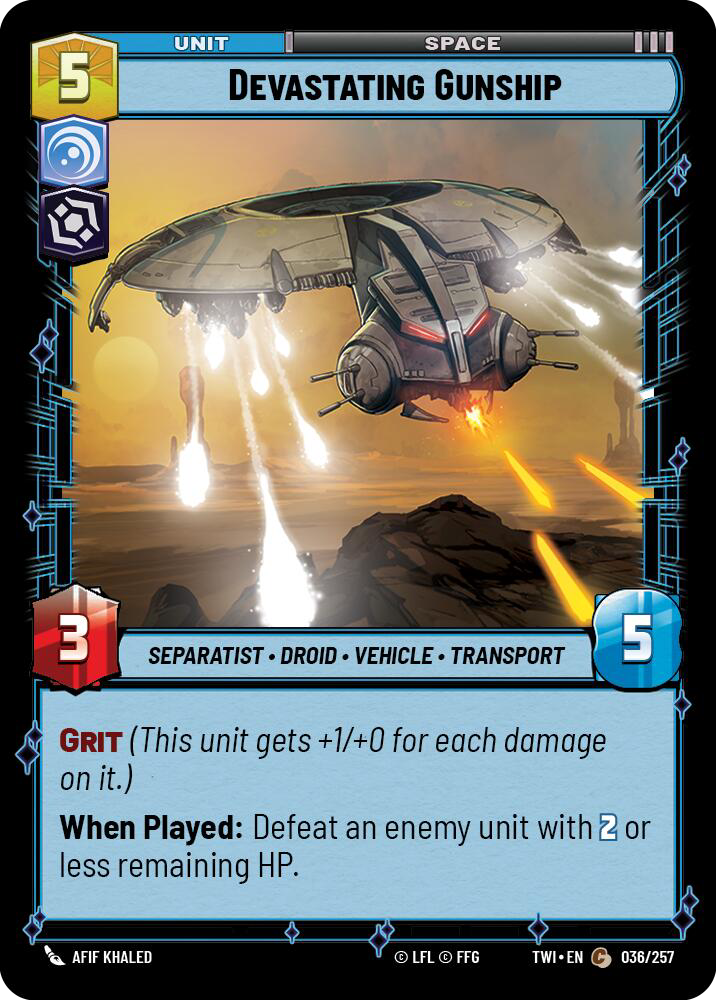 UNIT
SPACE
5
DEVASTATING GUNSHIP
3
SEPARATIST • DROID • VEHICLE • TRANSPORT
5
GRIT (This unit gets +1/+0 for each damage
on it.)
When Played: Defeat an enemy unit with 2 or
less remaining HP.
AFIF KHALED
© LFL © FFG
TWI • EN
C
036/257